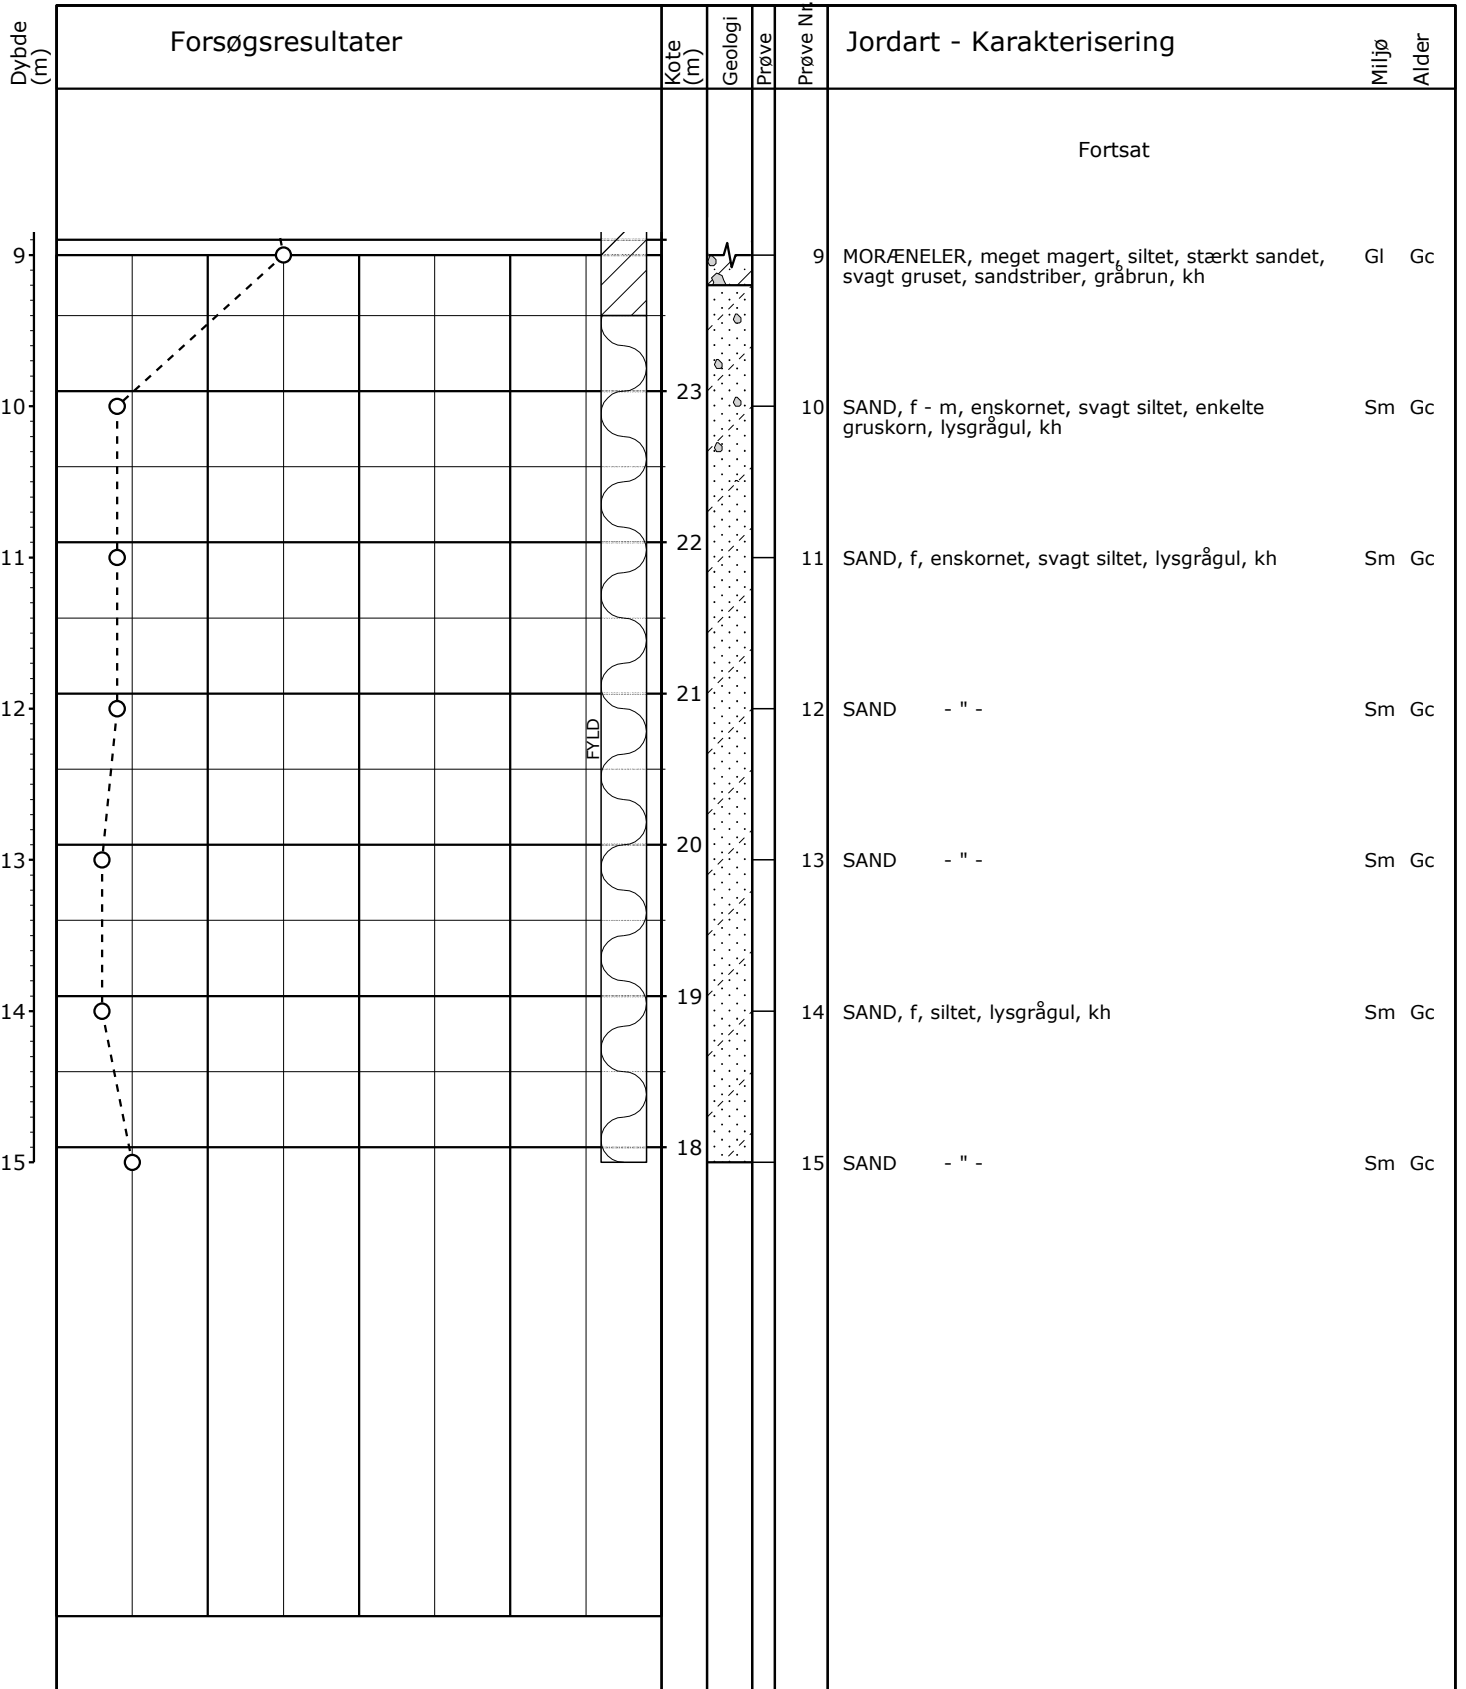 Dybde (m)
Forsøgsresultater
Kote (m)
Geologi
Prøve
Prøve Nr.
Jordart - Karakterisering
Miljø
Alder
Fortsat
9
9 MORÆNELER, meget magert, siltet, stærkt sandet, Gl Gc
svagt gruset, sandstriber, gråbrun, kh
23
10
10 SAND, f - m, enskornet, svagt siltet, enkelte Sm Gc
gruskorn, lysgrågul, kh
22
11
11 SAND, f, enskornet, svagt siltet, lysgrågul, kh Sm Gc
21
12
12 SAND - " - Sm Gc
FYLD
20
13
13 SAND - " - Sm Gc
19
14
14 SAND, f, siltet, lysgrågul, kh Sm Gc
18
15
15 SAND - " - Sm Gc